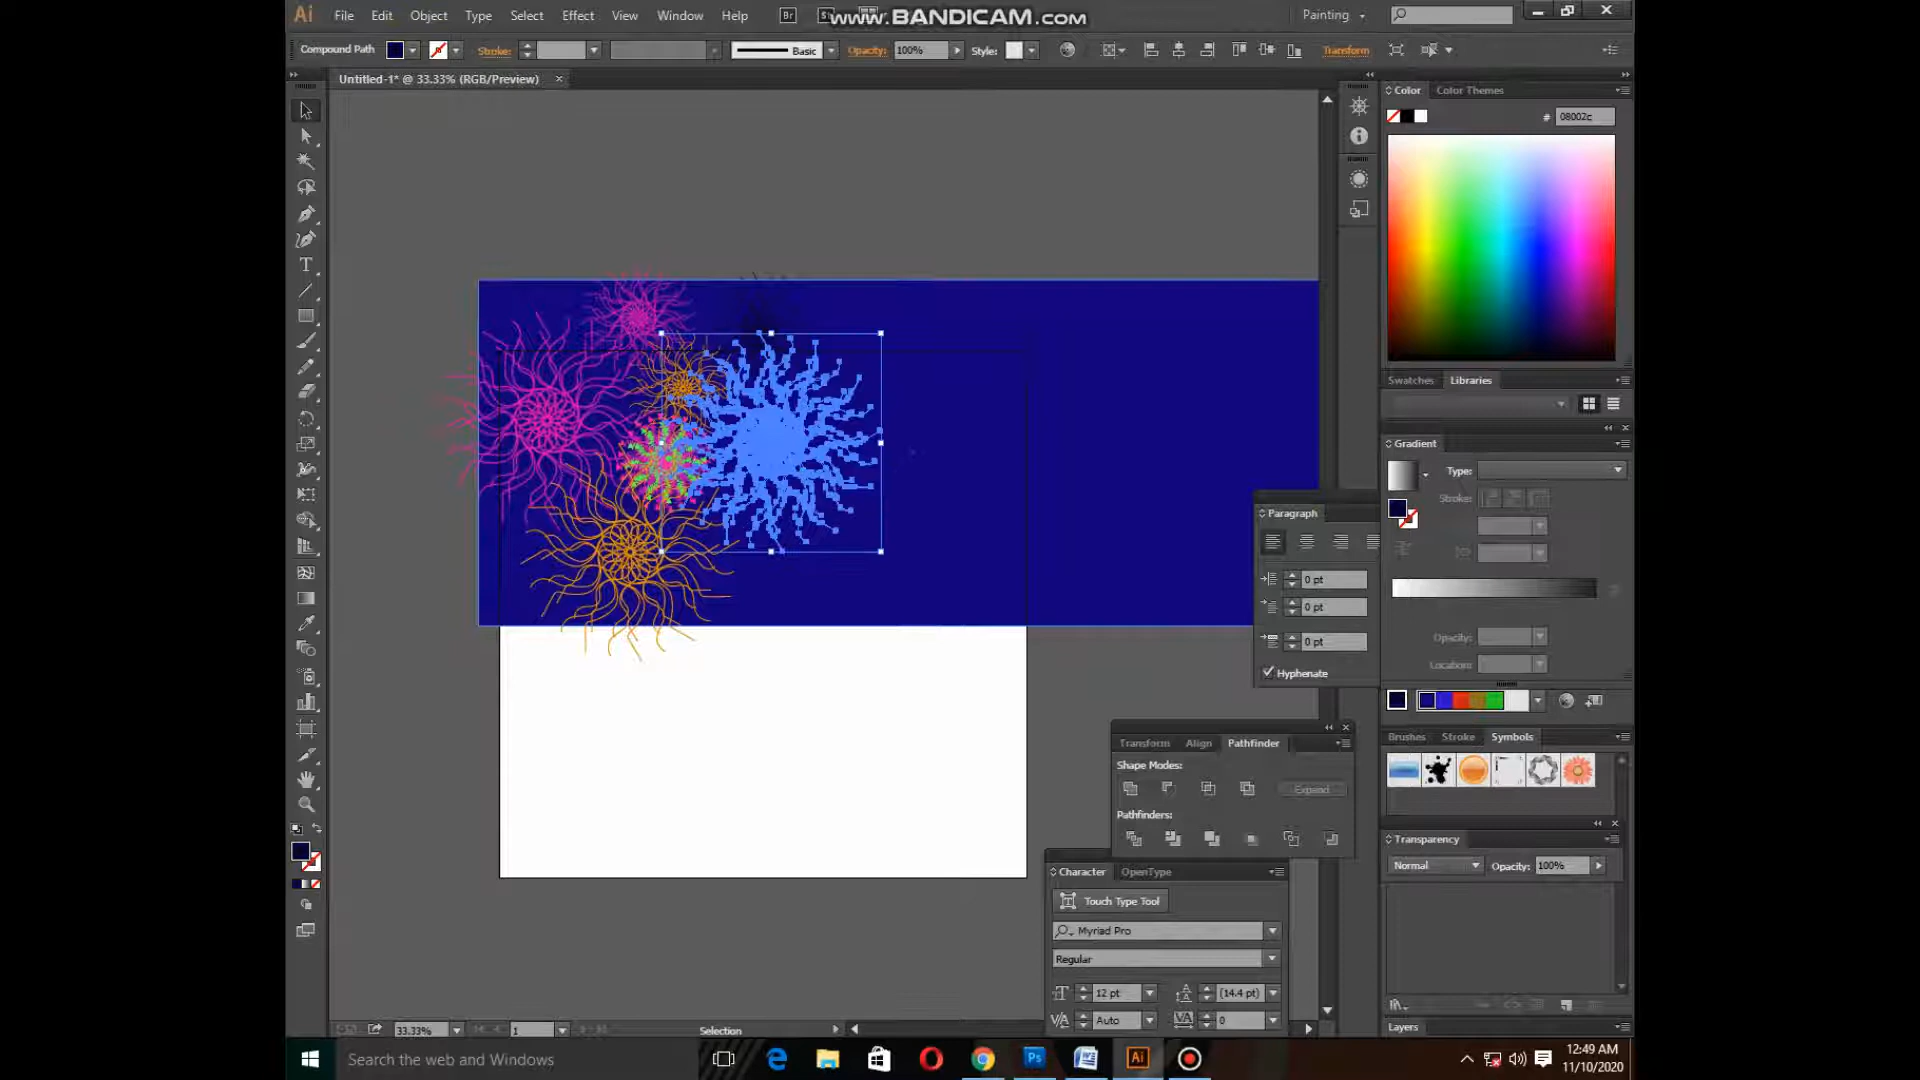 Ai File Edit Object Type Select Effect View Window Help Br St www.BANDICAM.com Painting
Compound Path Stroke: Basic Opacity: 100% Style: Transform
Untitled-1* @ 33.33% (RGB/Preview)
Color Color Themes
# 08002c
Swatches Libraries
Gradient
Type:
Stroke:
Opacity:
Location:
Paragraph
0 pt
0 pt
0 pt
Hyphenate
Transform Align Pathfinder
Shape Modes:
Expand
Pathfinders:
Brushes Stroke Symbols
Transparency
Normal Opacity: 100%
Layers
Character OpenType
Touch Type Tool
Myriad Pro
Regular
12 pt (14.4 pt)
Auto 0
33.33% 1 Selection
Search the web and Windows
Ps Ai
12:49 AM
11/10/2020